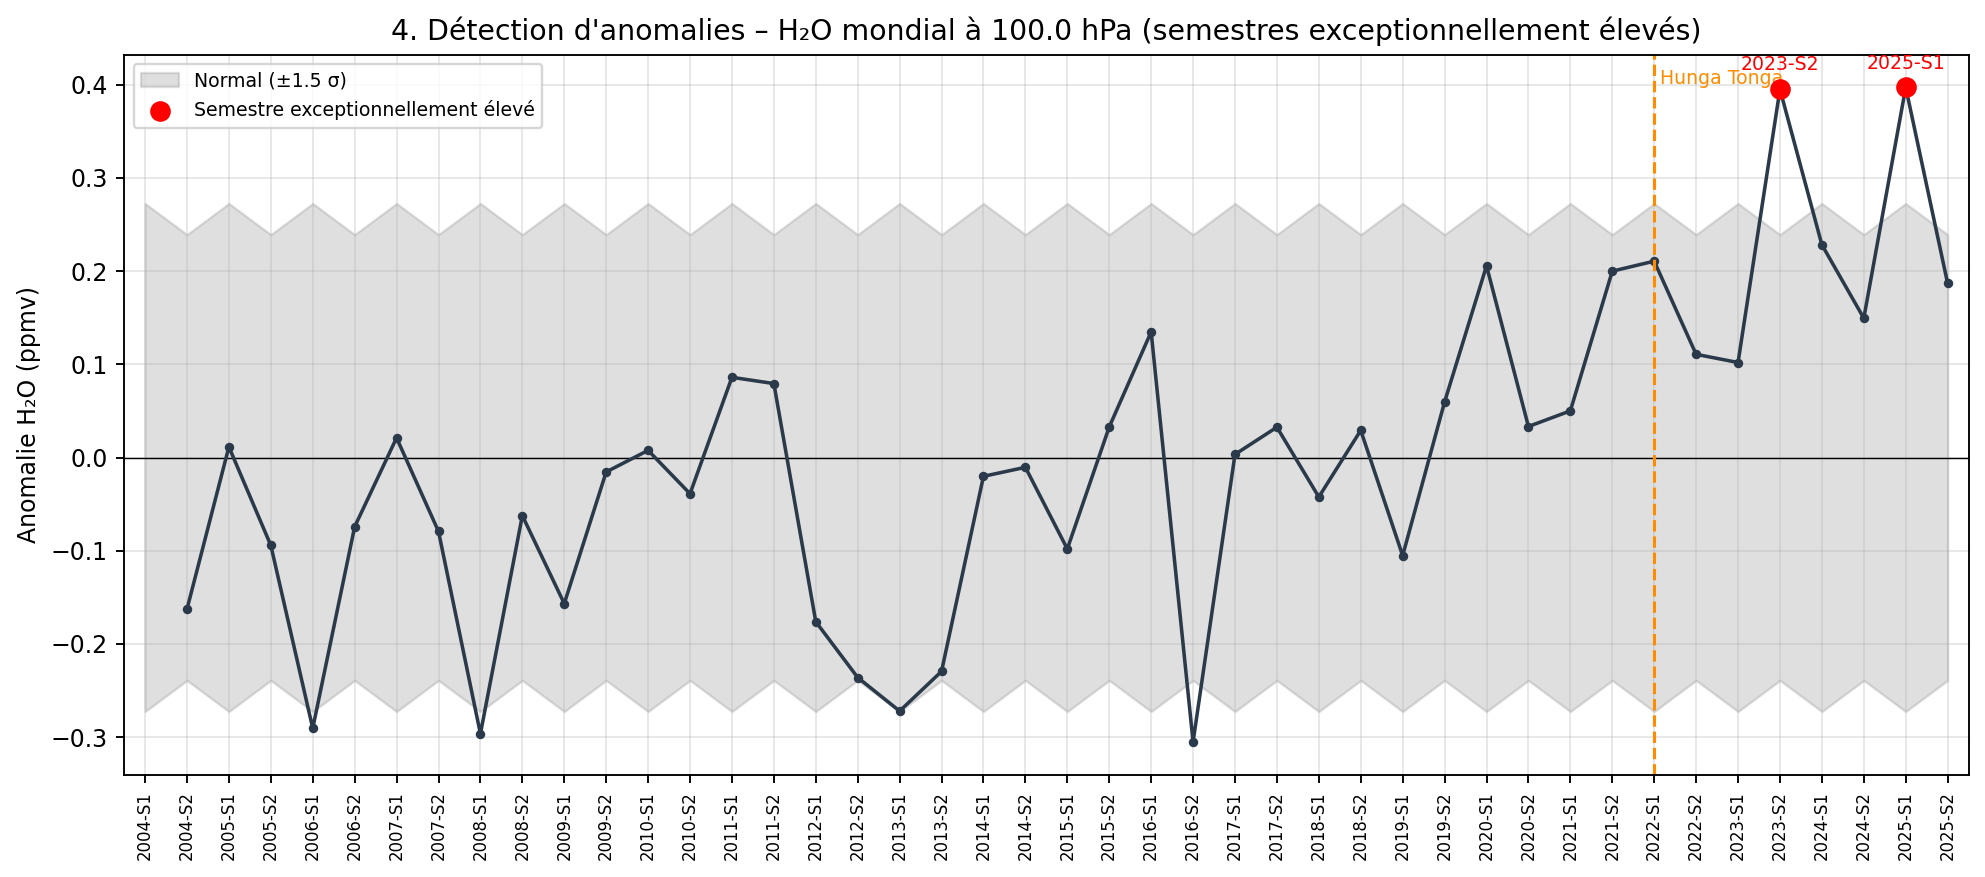 4. Détection d'anomalies – H₂O mondial à 100.0 hPa (semestres exceptionnellement élevés)
Normal (±1.5 σ)
Semestre exceptionnellement élevé
Hunga Tonga
2023-S2
2025-S1
Anomalie H₂O (ppmv)
0.4
0.3
0.2
0.1
0.0
−0.1
−0.2
−0.3
2004-S1
2004-S2
2005-S1
2005-S2
2006-S1
2006-S2
2007-S1
2007-S2
2008-S1
2008-S2
2009-S1
2009-S2
2010-S1
2010-S2
2011-S1
2011-S2
2012-S1
2012-S2
2013-S1
2013-S2
2014-S1
2014-S2
2015-S1
2015-S2
2016-S1
2016-S2
2017-S1
2017-S2
2018-S1
2018-S2
2019-S1
2019-S2
2020-S1
2020-S2
2021-S1
2021-S2
2022-S1
2022-S2
2023-S1
2023-S2
2024-S1
2024-S2
2025-S1
2025-S2